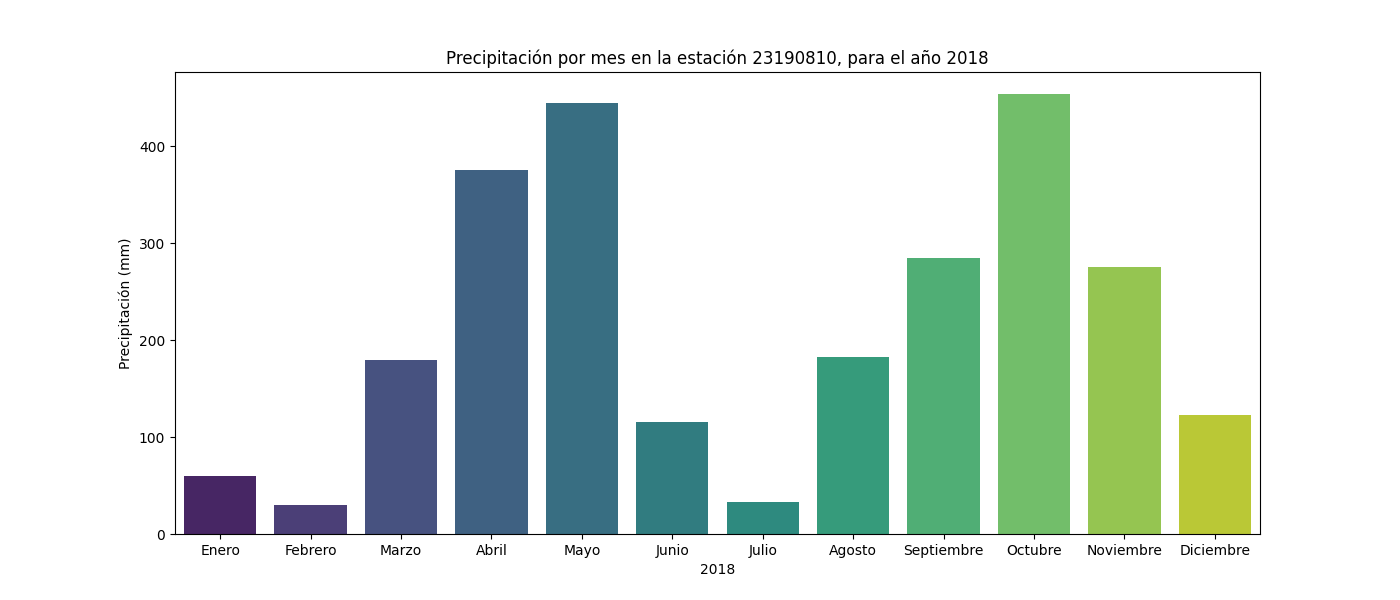 Precipitación por mes en la estación 23190810, para el año 2018
Precipitación (mm)
400
300
200
100
0
Enero Febrero Marzo Abril Mayo Junio Julio Agosto Septiembre Octubre Noviembre Diciembre
2018